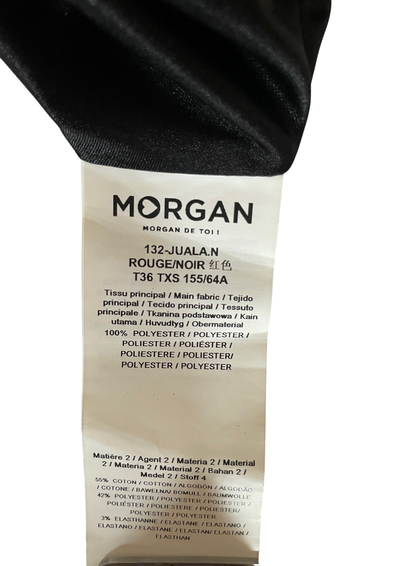 MORGAN
MORGAN DE TOI !
132-JUALA.N
ROUGE/NOIR 红色
T36 TXS 155/64A
Tissu principal / Main fabric / Tejido
principal / Tecido principal / Tessuto
principale / Tkanina podstawowa / Kain
utama / Huvudtyg / Obermaterial
100% POLYESTER / POLYESTER /
POLIESTER / POLIÉSTER /
POLIESTERE / POLIESTER/
POLYESTER / POLYESTER
Matière 2 / Agent 2 / Materia / Material
2 / Materia 2 / Material 2 / Bahan 2 /
Medel 2 / Stoff 4
55% COTON / COTTON / ALGODÓN / ALGODÃO
/ COTONE / BAWEŁNA/ BOMULL / BAUMWOLLE
42% POLYESTER / POLYESTER / POLYESTER /
POLIÉSTER / POLIESTERE / POLIESTER/
POLYESTER / POLYESTER
3% ELASTHANNE / ELASTANE / ELASTANO /
ELASTANO / ELASTANE / ELASTAN/ ELASTAN /
ELASTHAN